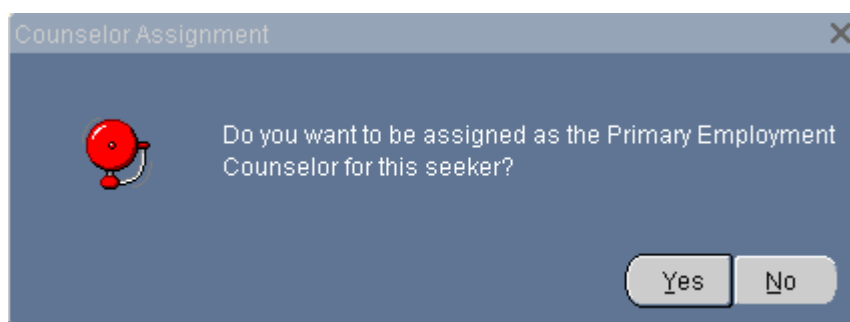 Counselor Assignment
Do you want to be assigned as the Primary Employment
Counselor for this seeker?
Yes No